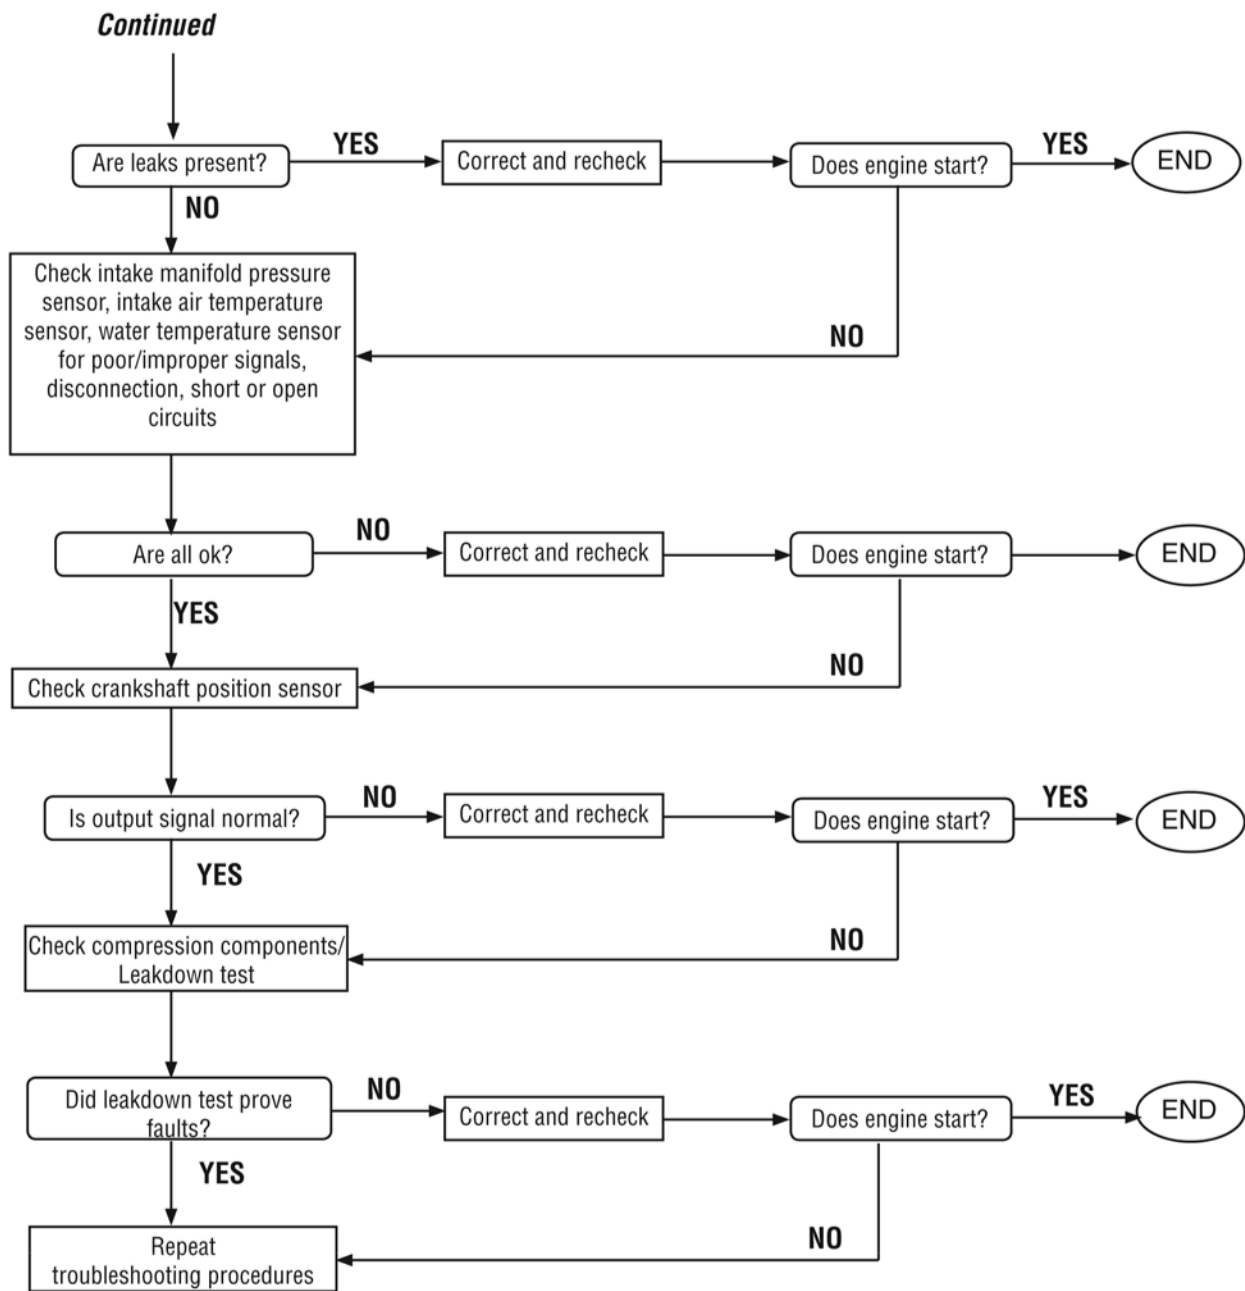 Continued
Are leaks present?
YES
Correct and recheck
Does engine start?
YES
END
NO
Check intake manifold pressure
sensor, intake air temperature
sensor, water temperature sensor
for poor/improper signals,
disconnection, short or open
circuits
NO
Are all ok?
NO
Correct and recheck
Does engine start?
END
YES
NO
Check crankshaft position sensor
Is output signal normal?
NO
Correct and recheck
Does engine start?
YES
END
YES
NO
Check compression components/
Leakdown test
Did leakdown test prove
faults?
NO
Correct and recheck
Does engine start?
YES
END
YES
NO
Repeat
troubleshooting procedures